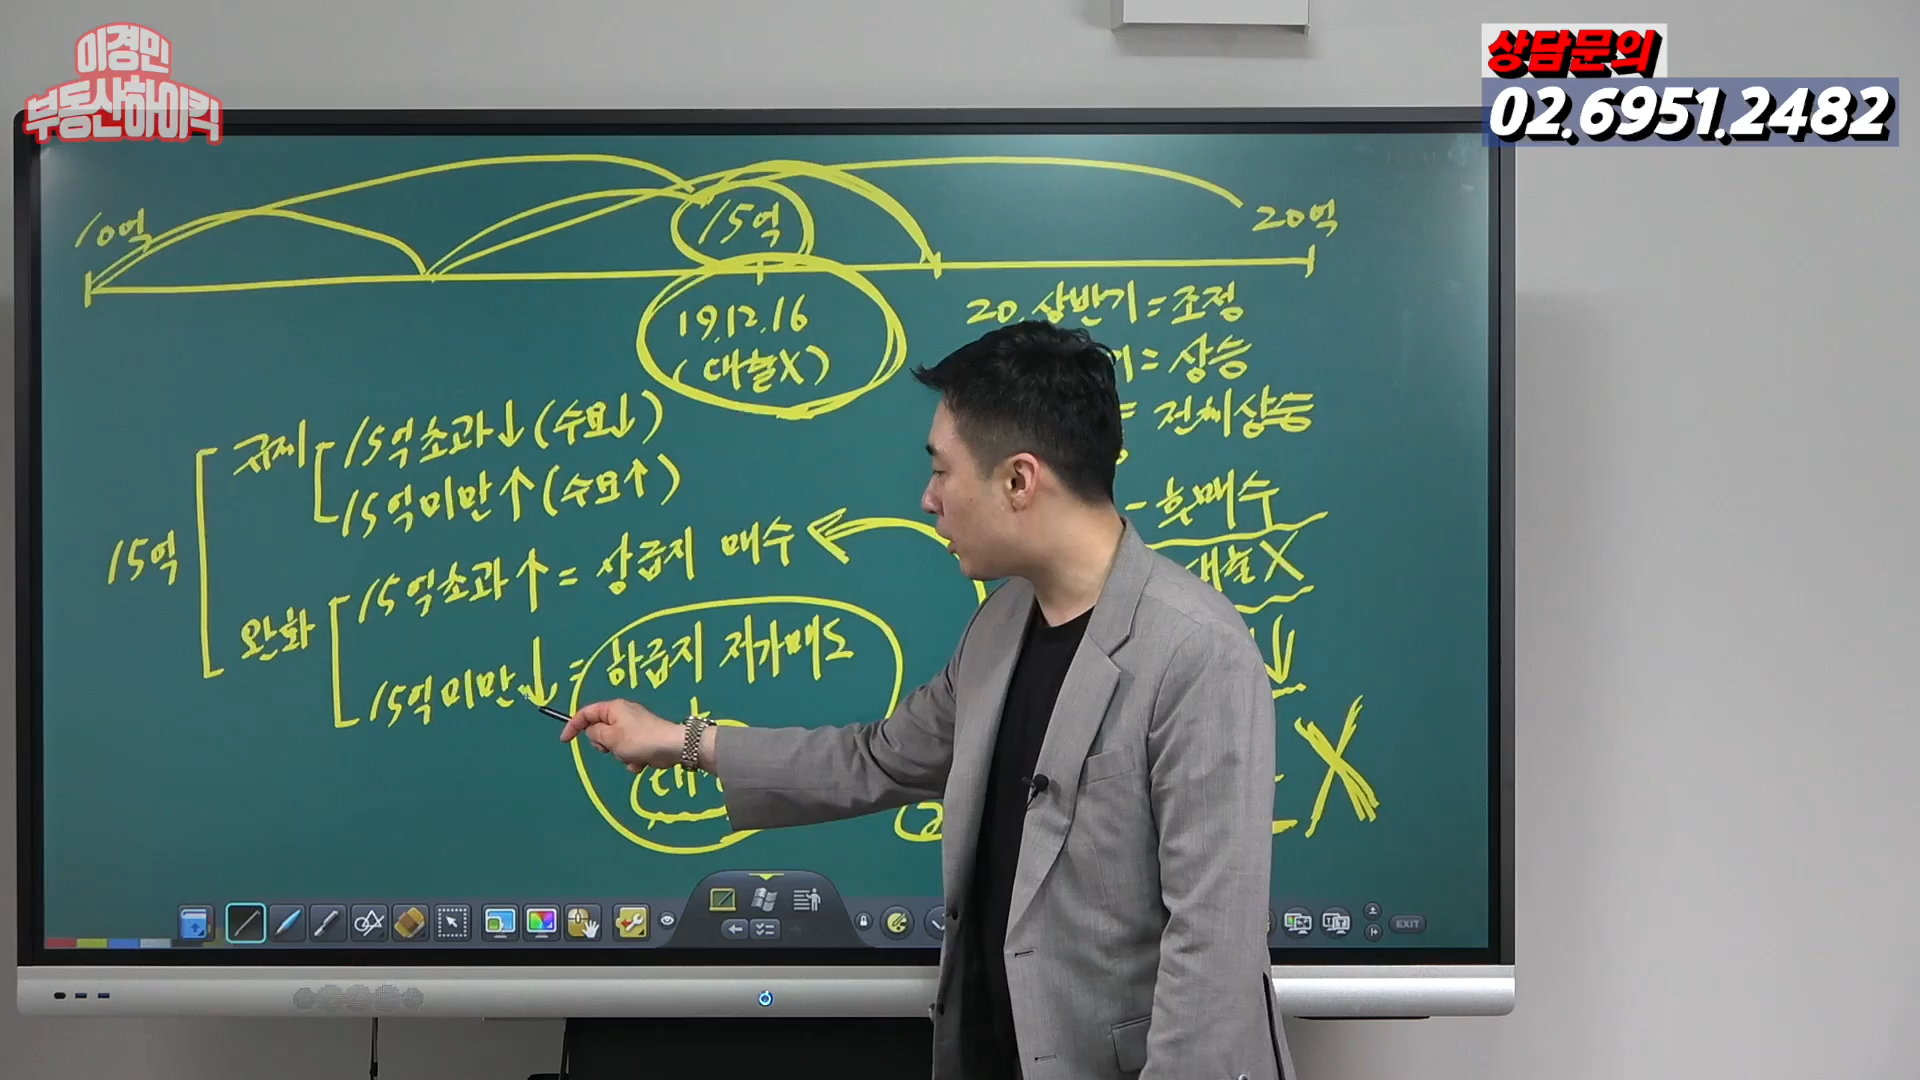 이경민
부동산하이킥
상담문의
02.6951.2482
10억
15억
20억
19.12.16
(대출X)
20.상반기=조정
기=상승
= 전체상승
-후매수
대출X
↓
X
15억
규제
15억초과↓(수요↓)
15억미만↑(수요↑)
완화
15억초과↑=상급지 매수
15억미만↓=하급지 저가매도
EXIT